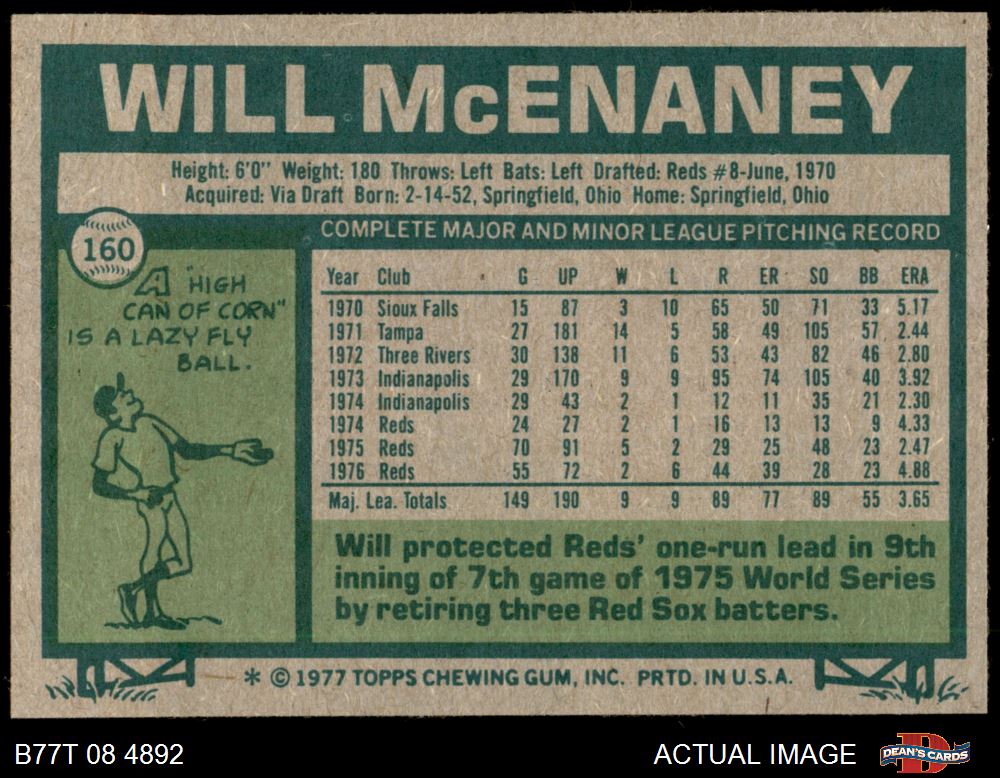 WILL McENANEY
Height: 6'0" Weight: 180 Throws: Left Bats: Left Drafted: Reds #8-June, 1970
Acquired: Via Draft Born: 2-14-52, Springfield, Ohio Home: Springfield, Ohio
160
COMPLETE MAJOR AND MINOR LEAGUE PITCHING RECORD
A "HIGH
CAN OF CORN"
IS A LAZY FLY
BALL.
Year Club G UP W L R ER SO BB ERA
1970 Sioux Falls 15 87 3 10 65 50 71 33 5.17
1971 Tampa 27 181 14 5 58 49 105 57 2.44
1972 Three Rivers 30 138 11 6 53 43 82 46 2.80
1973 Indianapolis 29 170 9 9 95 74 105 40 3.92
1974 Indianapolis 29 43 2 1 12 11 35 21 2.30
1974 Reds 24 27 2 1 16 13 13 9 4.33
1975 Reds 70 91 5 2 29 25 48 23 2.47
1976 Reds 55 72 2 6 44 39 28 23 4.88
Maj. Lea. Totals 149 190 9 9 89 77 89 55 3.65
Will protected Reds' one-run lead in 9th
inning of 7th game of 1975 World Series
by retiring three Red Sox batters.
* © 1977 TOPPS CHEWING GUM, INC. PRTD. IN U.S.A.
B77T 08 4892 ACTUAL IMAGE DEAN'S CARDS